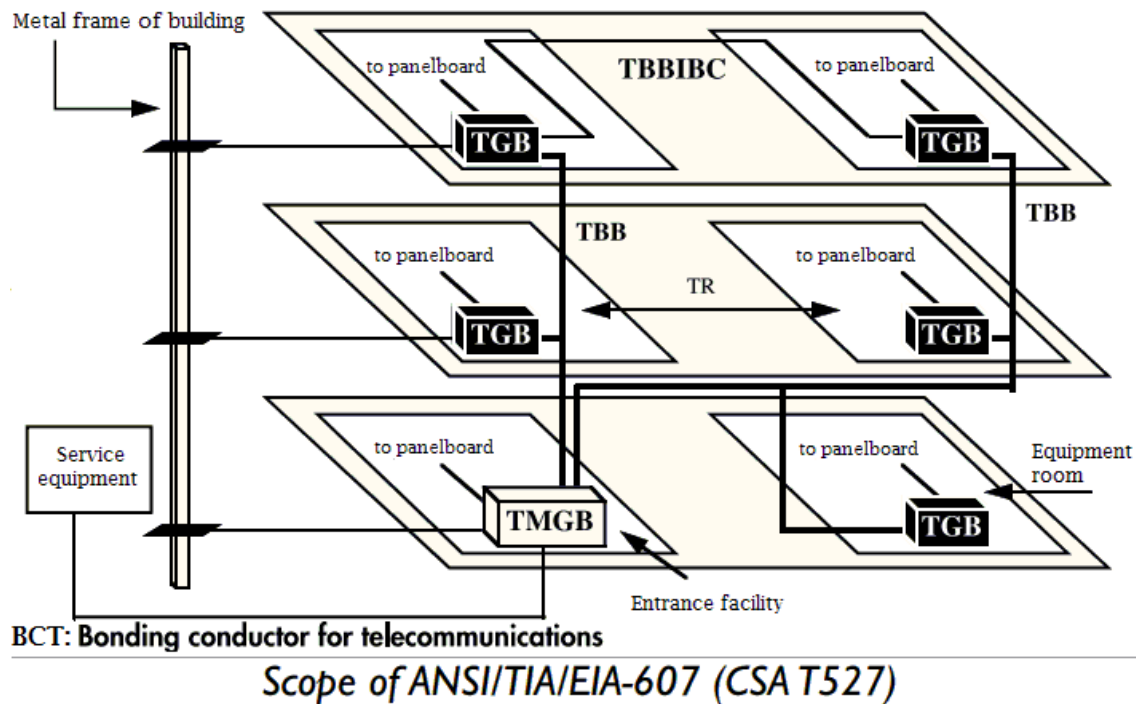 Metal frame of building
to panelboard
TBBIBC
to panelboard
TGB
TGB
TBB
TBB
to panelboard
to panelboard
TR
TGB
TGB
Service
equipment
to panelboard
to panelboard
Equipment
room
TMGB
TGB
Entrance facility
BCT: Bonding conductor for telecommunications
Scope of ANSI/TIA/EIA-607 (CSA T527)